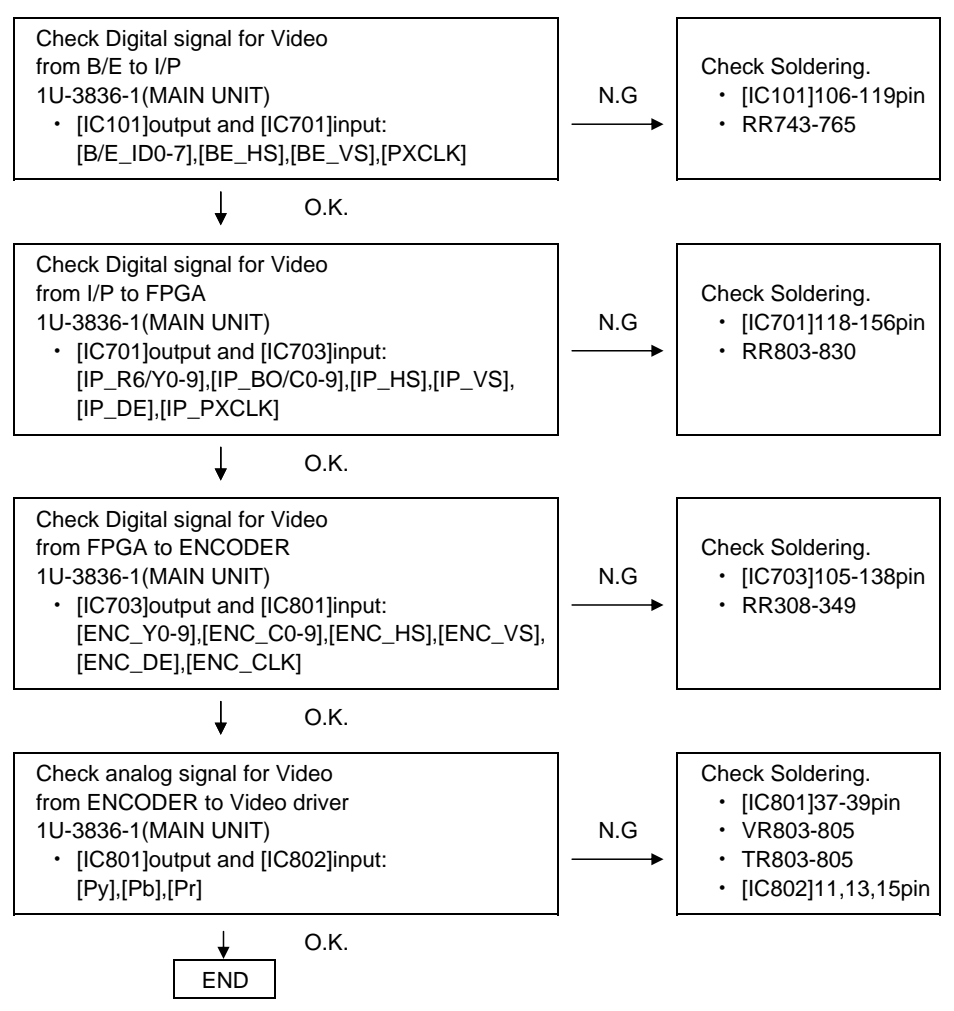 Check Digital signal for Video
from B/E to I/P
1U-3836-1(MAIN UNIT)
・ [IC101]output and [IC701]input:
[B/E_ID0-7],[BE_HS],[BE_VS],[PXCLK]
N.G
Check Soldering.
・ [IC101]106-119pin
・ RR743-765
O.K.
Check Digital signal for Video
from I/P to FPGA
1U-3836-1(MAIN UNIT)
・ [IC701]output and [IC703]input:
[IP_R6/Y0-9],[IP_BO/C0-9],[IP_HS],[IP_VS],
[IP_DE],[IP_PXCLK]
N.G
Check Soldering.
・ [IC701]118-156pin
・ RR803-830
O.K.
Check Digital signal for Video
from FPGA to ENCODER
1U-3836-1(MAIN UNIT)
・ [IC703]output and [IC801]input:
[ENC_Y0-9],[ENC_C0-9],[ENC_HS],[ENC_VS],
[ENC_DE],[ENC_CLK]
N.G
Check Soldering.
・ [IC703]105-138pin
・ RR308-349
O.K.
Check analog signal for Video
from ENCODER to Video driver
1U-3836-1(MAIN UNIT)
・ [IC801]output and [IC802]input:
[Py],[Pb],[Pr]
N.G
Check Soldering.
・ [IC801]37-39pin
・ VR803-805
・ TR803-805
・ [IC802]11,13,15pin
O.K.
END